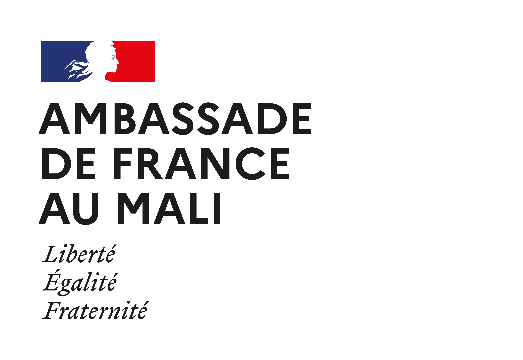 AMBASSADE
DE FRANCE
AU MALI
Liberté
Égalité
Fraternité